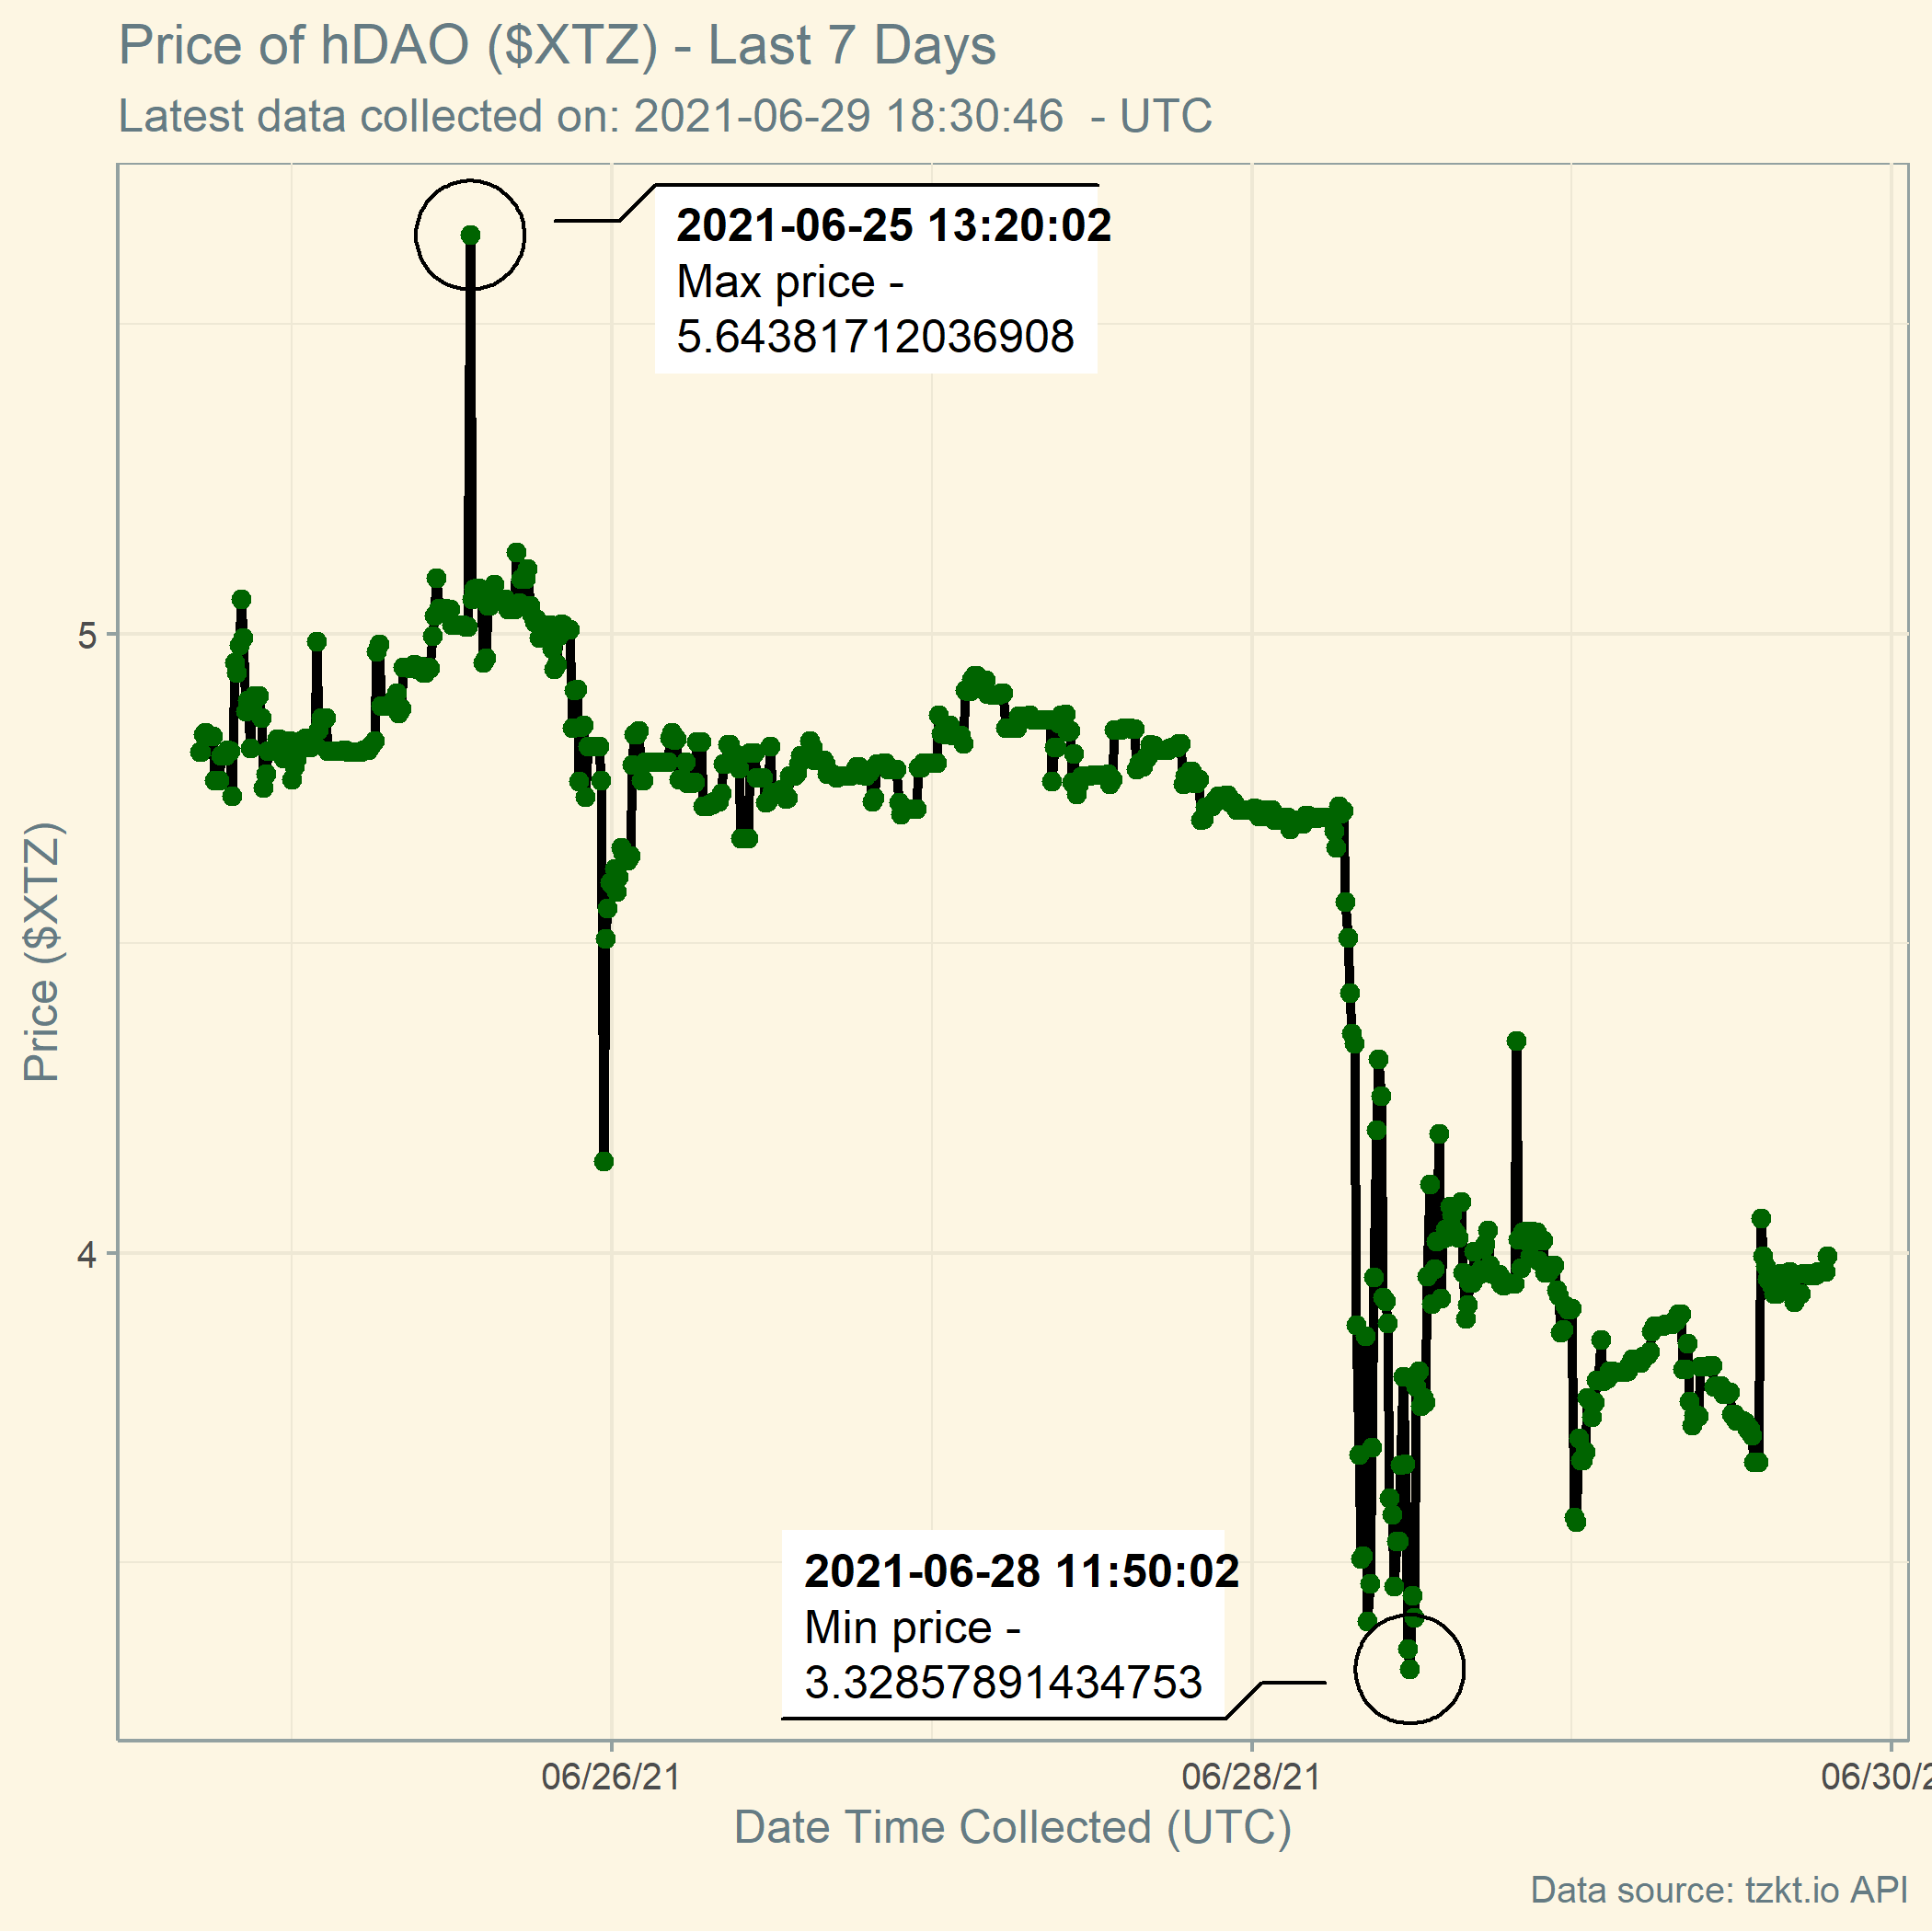 Price of hDAO ($XTZ) - Last 7 Days
Latest data collected on: 2021-06-29 18:30:46  - UTC
2021-06-25 13:20:02
Max price -
5.64381712036908
5
Price ($XTZ)
4
2021-06-28 11:50:02
Min price -
3.32857891434753
06/26/21
06/28/21
06/30/2
Date Time Collected (UTC)
Data source: tzkt.io API